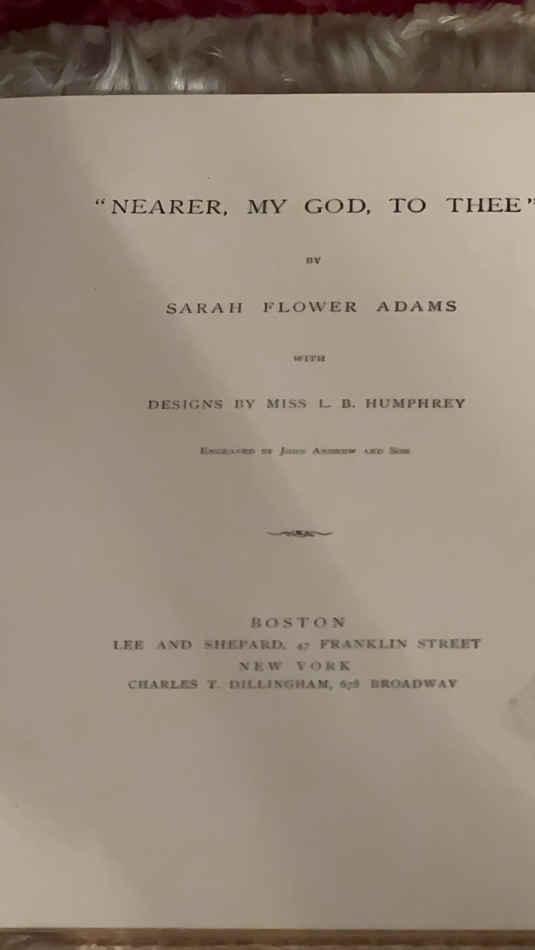 "NEARER, MY GOD, TO THEE"
BY
SARAH FLOWER ADAMS
WITH
DESIGNS BY MISS L. B. HUMPHREY
ENGRAVED BY JOHN ANDREW AND SON
BOSTON
LEE AND SHEPARD, 47 FRANKLIN STREET
NEW YORK
CHARLES T. DILLINGHAM, 678 BROADWAY